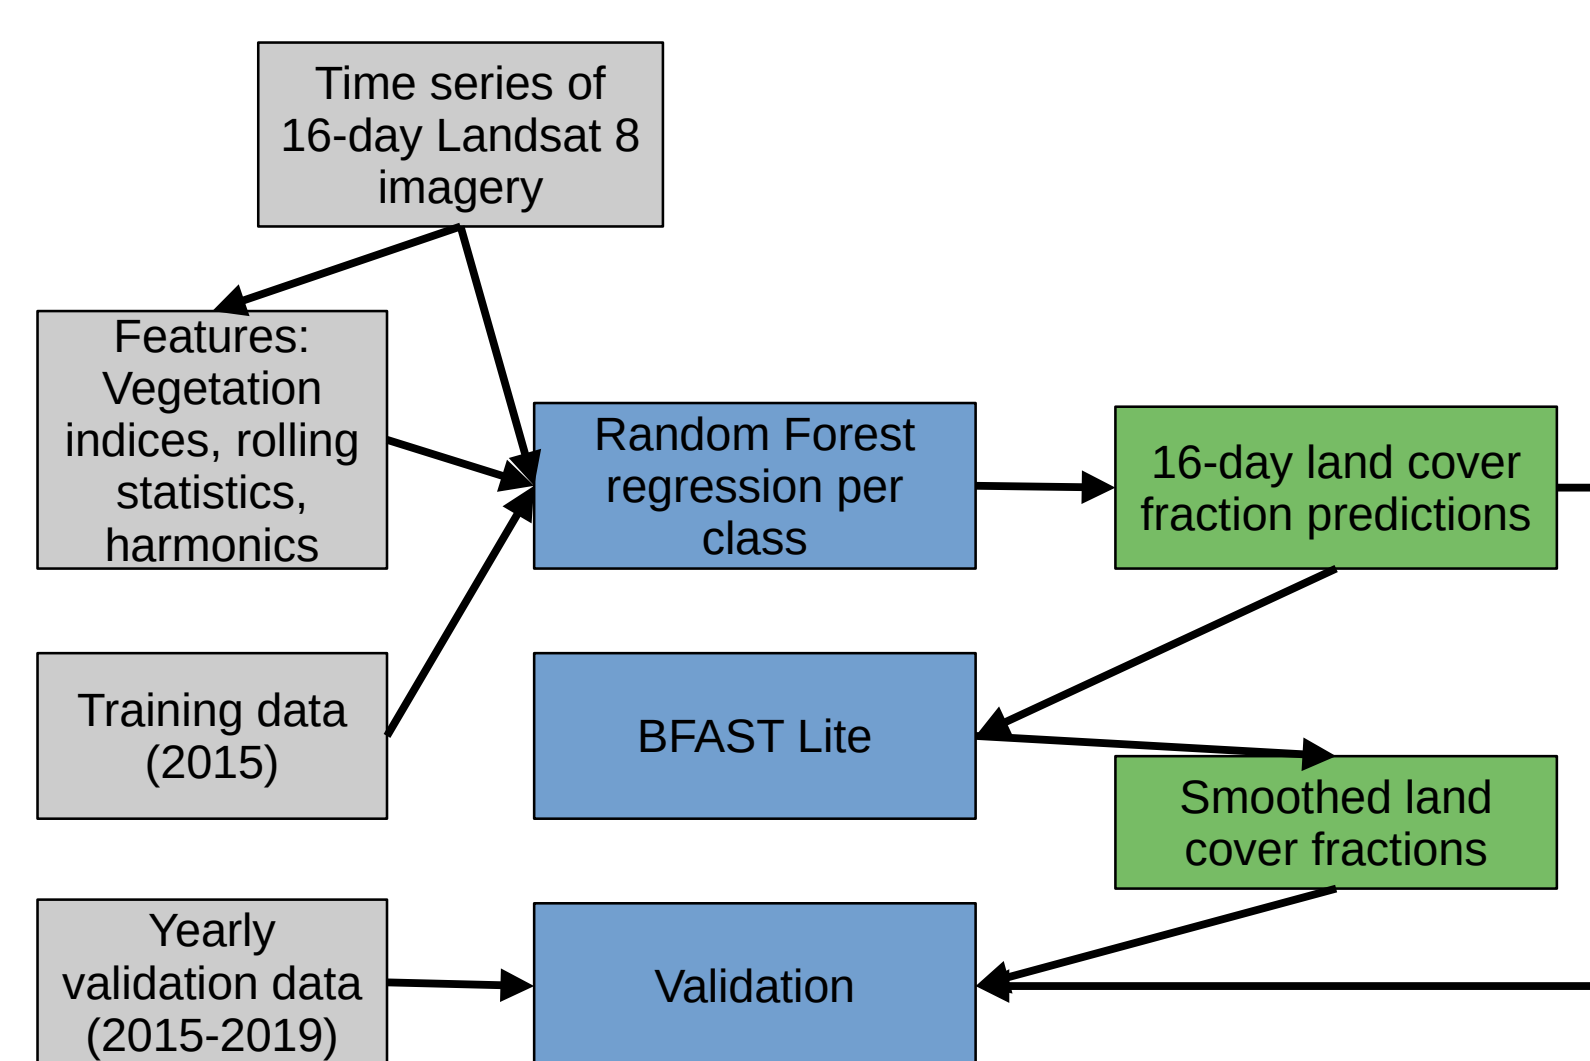 Time series of
16-day Landsat 8
imagery
Features:
Vegetation
indices, rolling
statistics,
harmonics
Random Forest
regression per
class
16-day land cover
fraction predictions
Training data
(2015)
BFAST Lite
Smoothed land
cover fractions
Yearly
validation data
(2015-2019)
Validation